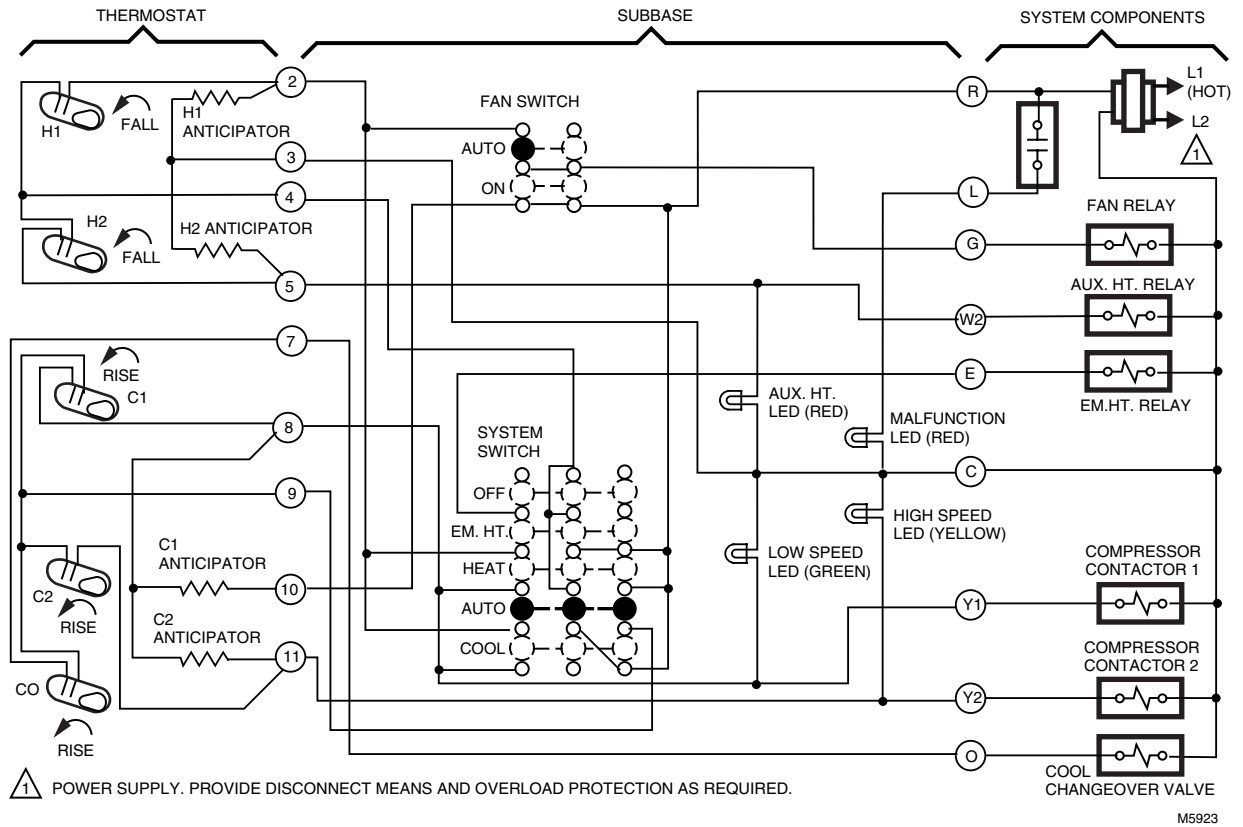 THERMOSTAT
SUBBASE
SYSTEM COMPONENTS
2
H1
FALL
H1
ANTICIPATOR
FAN SWITCH
AUTO
ON
R
L1
(HOT)
L2
1
3
4
L
H2
FALL
H2 ANTICIPATOR
G
FAN RELAY
5
AUX. HT. RELAY
W2
7
RISE
C1
E
EM.HT. RELAY
AUX. HT.
LED (RED)
MALFUNCTION
LED (RED)
8
SYSTEM
SWITCH
C
9
OFF
EM. HT.
HEAT
AUTO
COOL
HIGH SPEED
LED (YELLOW)
LOW SPEED
LED (GREEN)
C1
ANTICIPATOR
10
C2
RISE
COMPRESSOR
CONTACTOR 1
Y1
C2
ANTICIPATOR
11
COMPRESSOR
CONTACTOR 2
Y2
CO
RISE
O
COOL
CHANGEOVER VALVE
1 POWER SUPPLY. PROVIDE DISCONNECT MEANS AND OVERLOAD PROTECTION AS REQUIRED.
M5923